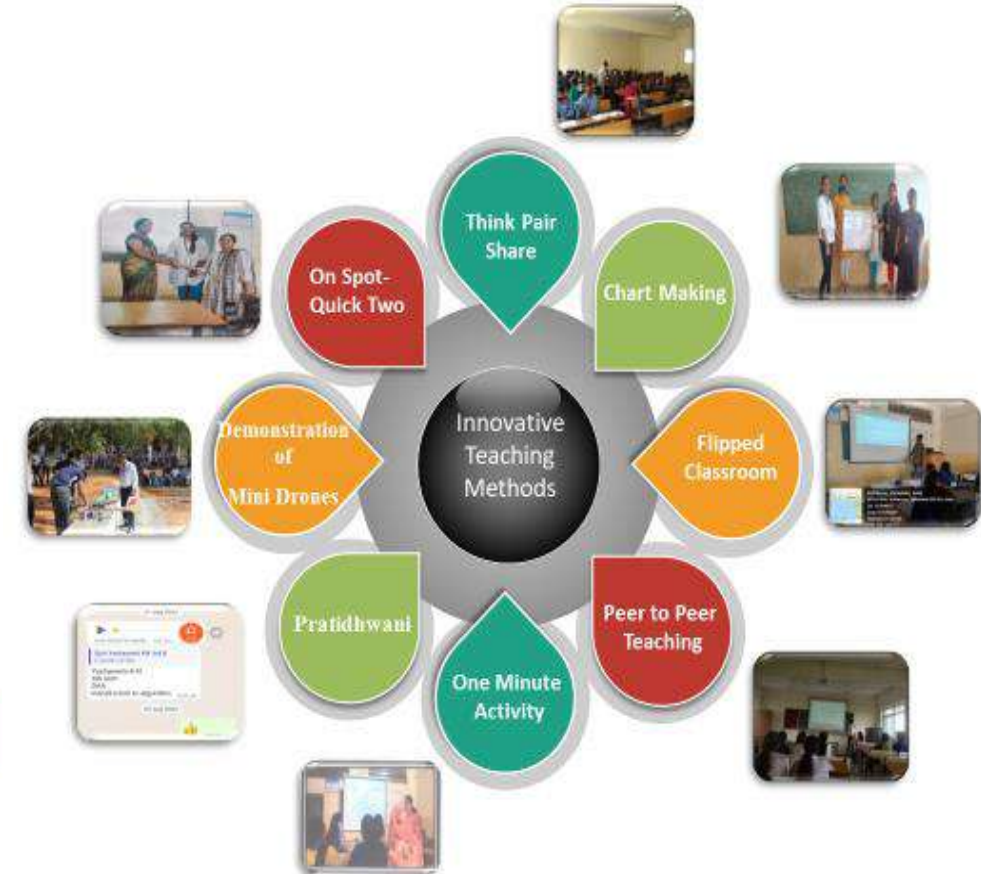 Think Pair
Share
Chart Making
Flipped
Classroom
Peer to Peer
Teaching
One Minute
Activity
Pratidhwani
Demonstration
of
Mini Drones
On Spot-
Quick Two
Innovative
Teaching
Methods